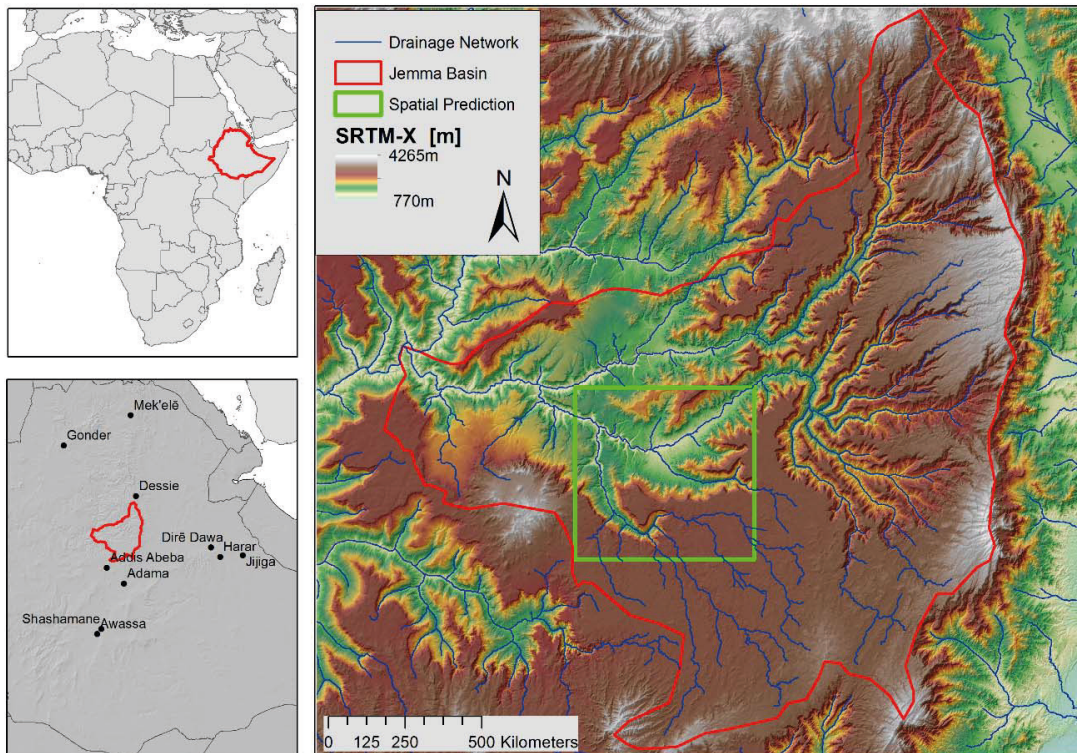 Drainage Network
Jemma Basin
Spatial Prediction
SRTM-X [m]
4265m
770m
N
Mek'elē
Gonder
Dessie
Dirē Dawa
Harar
Addis Abeba
Jijiga
Adama
Shashamane
Awassa
0 125 250 500 Kilometers